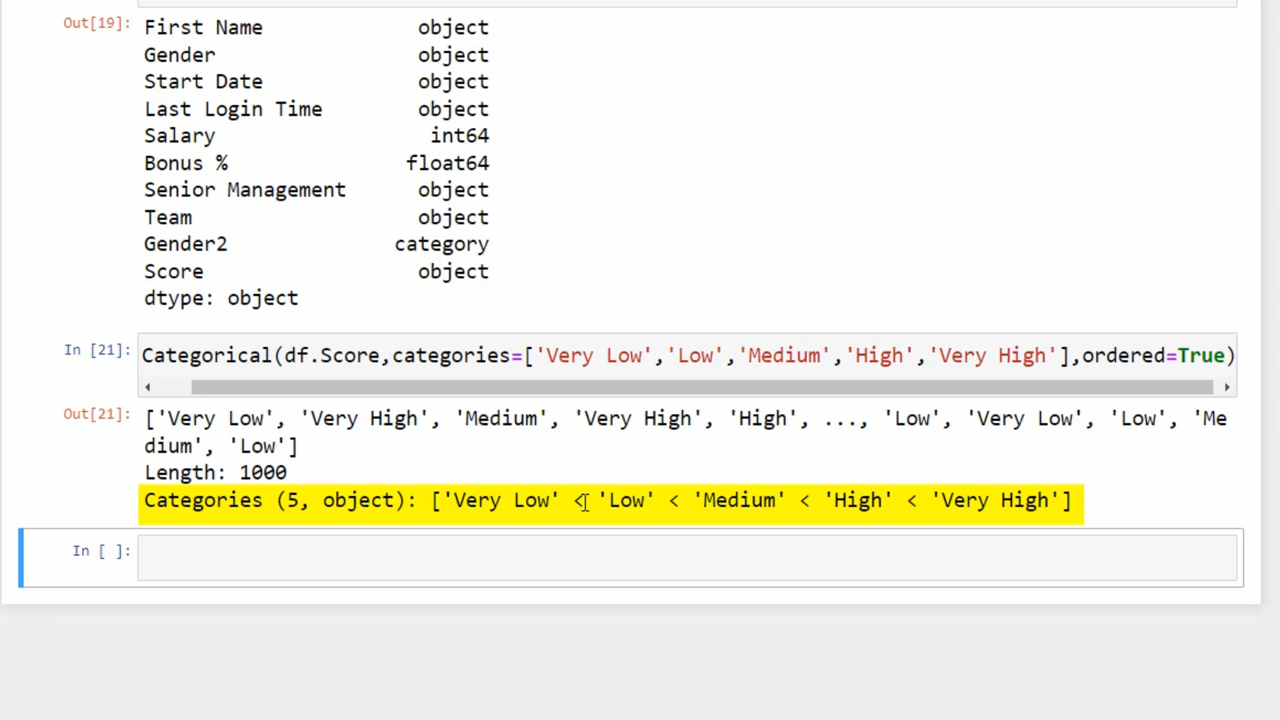 Out[19]:
First Name object
Gender object
Start Date object
Last Login Time object
Salary int64
Bonus % float64
Senior Management object
Team object
Gender2 category
Score object
dtype: object
In [21]:
Categorical(df.Score,categories=['Very Low','Low','Medium','High','Very High'],ordered=True)
Out[21]:
['Very Low', 'Very High', 'Medium', 'Very High', 'High', ..., 'Low', 'Very Low', 'Low', 'Me
dium', 'Low']
Length: 1000
Categories (5, object): ['Very Low' < 'Low' < 'Medium' < 'High' < 'Very High']
In [ ]: